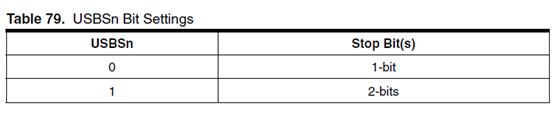 Table 79. USBSn Bit Settings
USBSn Stop Bit(s)
0 1-bit
1 2-bits